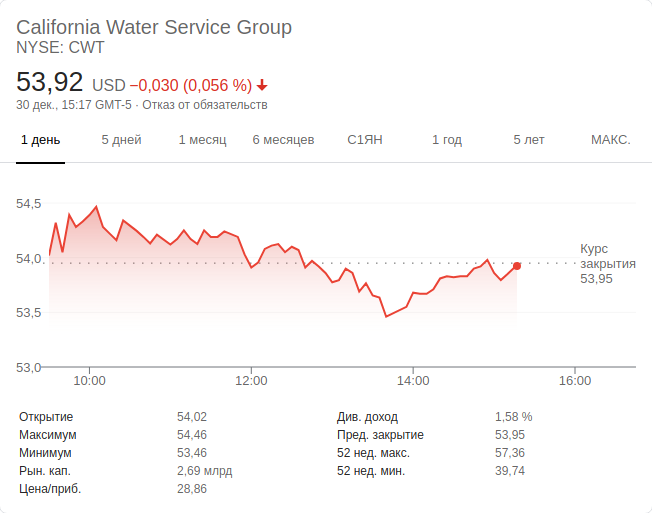 California Water Service Group
NYSE: CWT
53,92 USD −0,030 (0,056 %)
30 дек., 15:17 GMT-5 · Отказ от обязательств
1 день 5 дней 1 месяц 6 месяцев С1ЯН 1 год 5 лет МАКС.
54,5
54,0
53,5
53,0
Курс
закрытия
53,95
10:00 12:00 14:00 16:00
Открытие 54,02 Див. доход 1,58 %
Максимум 54,46 Пред. закрытие 53,95
Минимум 53,46 52 нед. макс. 57,36
Рын. кап. 2,69 млрд 52 нед. мин. 39,74
Цена/приб. 28,86